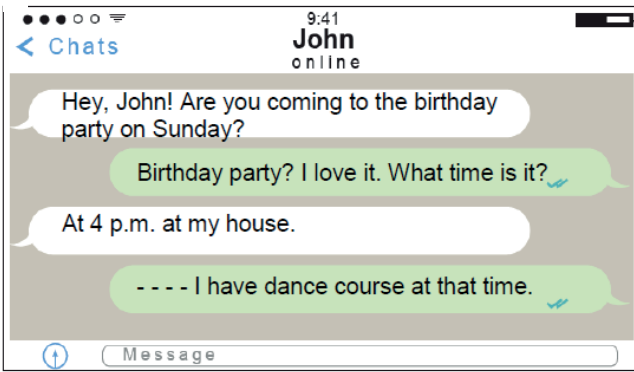 9:41
< Chats
John
online
Hey, John! Are you coming to the birthday
party on Sunday?
Birthday party? I love it. What time is it?
At 4 p.m. at my house.
- - - - I have dance course at that time.
Message